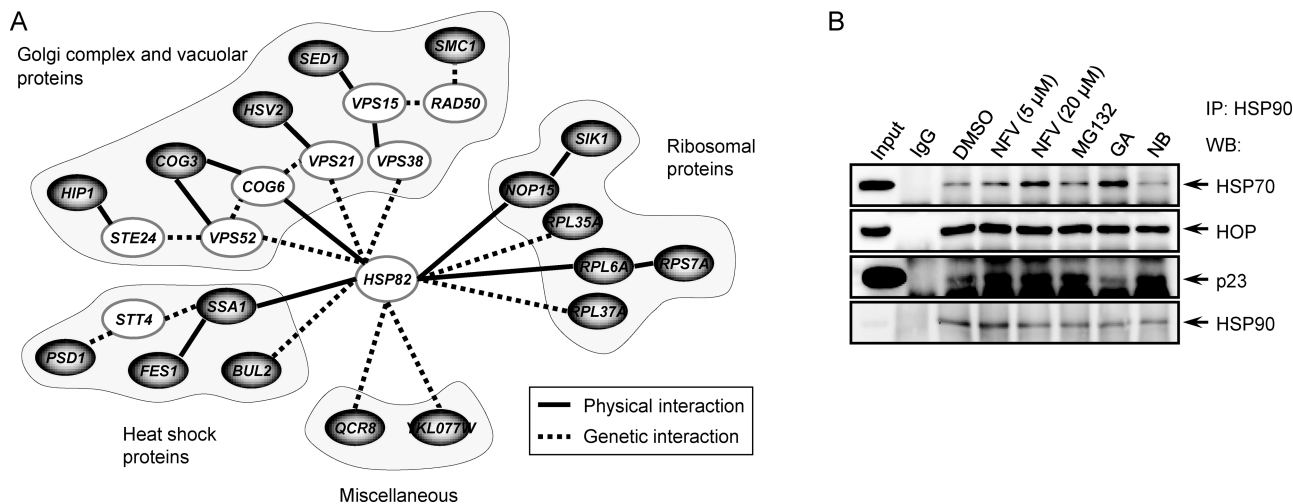 A
Golgi complex and vacuolar
proteins
SED1
SMC1
HSV2
VPS15
RAD50
COG3
VPS21
VPS38
HIP1
COG6
STE24
VPS52
Ribosomal
proteins
SIK1
NOP15
RPL35A
RPL6A
RPS7A
RPL37A
HSP82
SSA1
STT4
PSD1
FES1
BUL2
Heat shock
proteins
QCR8
YKL077W
Miscellaneous
Physical interaction
Genetic interaction
B
Input
IgG
DMSO
NFV (5 µM)
NFV (20 µM)
MG132
GA
NB
IP: HSP90
WB:
HSP70
HOP
p23
HSP90